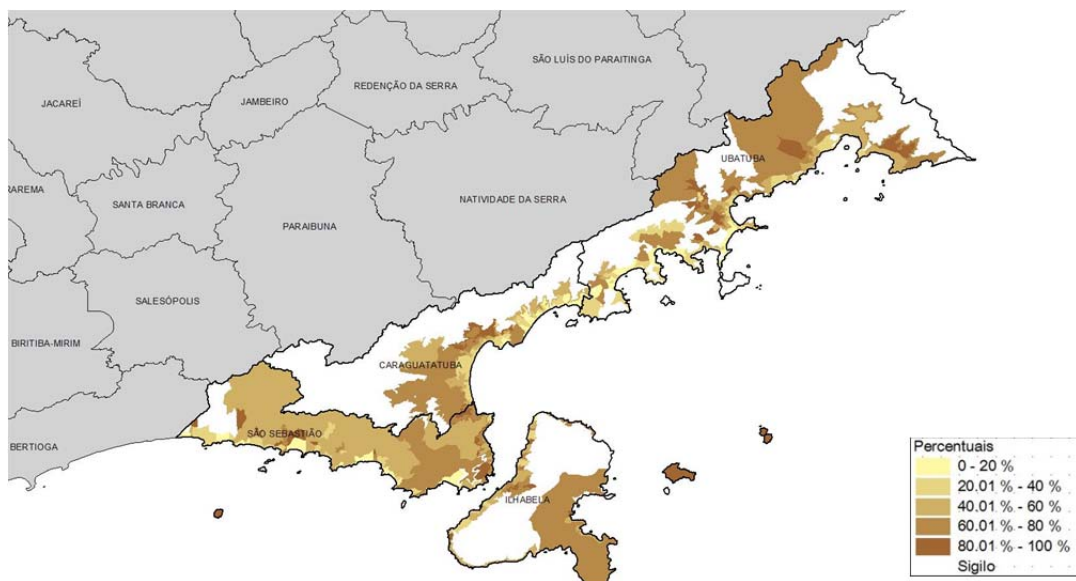 SÃO LUÍS DO PARAITINGA
REDENÇÃO DA SERRA
JACAREÍ
JAMBEIRO
UBATUBA
RAREMA
SANTA BRANCA
NATIVIDADE DA SERRA
PARAIBUNA
SALESÓPOLIS
BIRITIBA-MIRIM
CARAGUATATUBA
SÃO SEBASTIÃO
BERTIOGA
ILHABELA
Percentuais
0 - 20 %
20.01 % - 40 %
40.01 % - 60 %
60.01 % - 80 %
80.01 % - 100 %
Sigilo